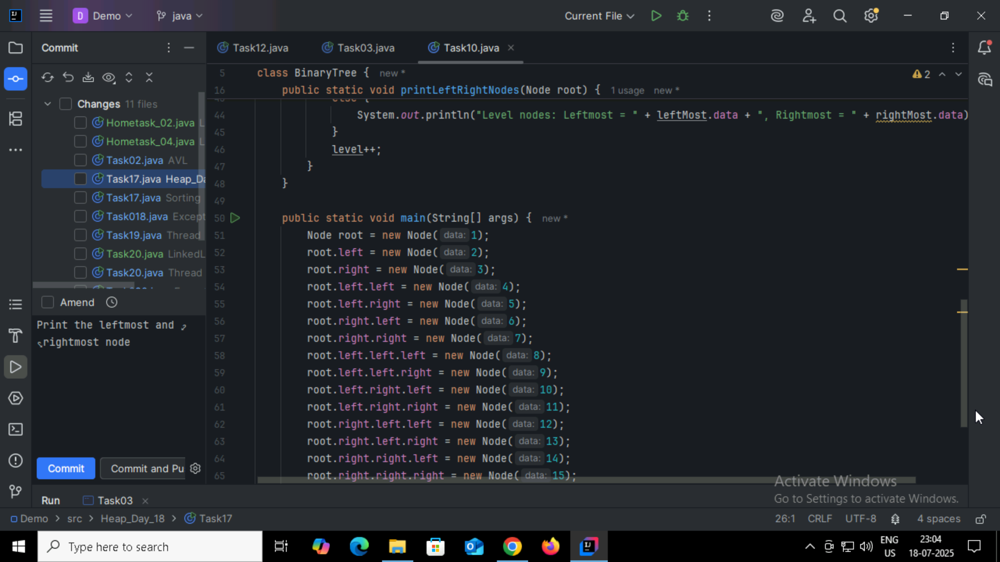 IJ
D Demo java Current File
Commit
Task12.java Task03.java Task10.java
5 class BinaryTree { new *
16 public static void printLeftRightNodes(Node root) { 1 usage new *
2
Changes 11 files
Hometask_02.java
Hometask_04.java
Task02.java AVL
Task17.java Heap_Da
Task17.java Sorting
Task018.java Except
Task19.java Thread
Task20.java LinkedL
Task20.java Thread
Amend
Print the leftmost and
rightmost node
Commit Commit and Pu
else {
44 System.out.println("Level nodes: Leftmost = " + leftMost.data + ", Rightmost = " + rightMost.data)
45 }
46 level++;
47 }
48 }
49
50 public static void main(String[] args) { new *
51 Node root = new Node( data: 1);
52 root.left = new Node( data: 2);
53 root.right = new Node( data: 3);
54 root.left.left = new Node( data: 4);
55 root.left.right = new Node( data: 5);
56 root.right.left = new Node( data: 6);
57 root.right.right = new Node( data: 7);
58 root.left.left.left = new Node( data: 8);
59 root.left.left.right = new Node( data: 9);
60 root.left.right.left = new Node( data: 10);
61 root.left.right.right = new Node( data: 11);
62 root.right.left.left = new Node( data: 12);
63 root.right.left.right = new Node( data: 13);
64 root.right.right.left = new Node( data: 14);
65 root.right.right.right = new Node( data: 15);
Activate Windows
Go to Settings to activate Windows.
Run Task03
Demo > src > Heap_Day_18 > Task17
26:1 CRLF UTF-8 4 spaces
Type here to search
ENG
US
23:04
18-07-2025